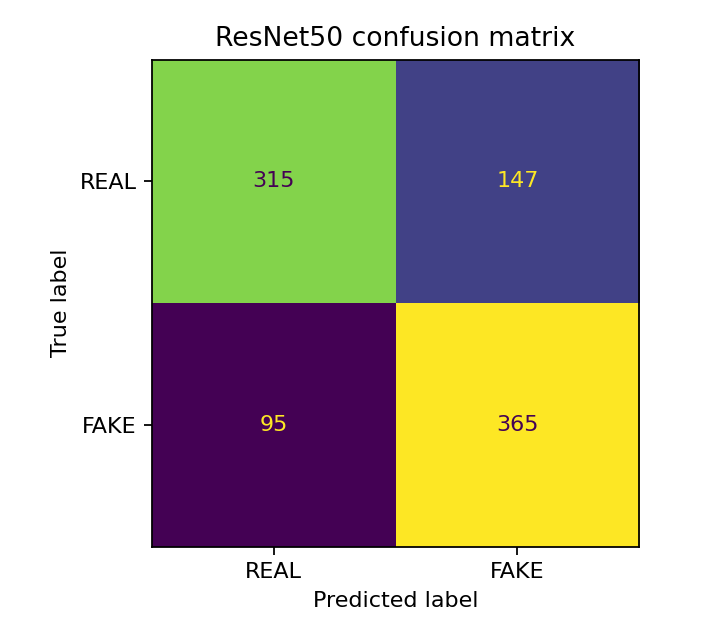 ResNet50 confusion matrix
True label
REAL
315
147
FAKE
95
365
REAL
FAKE
Predicted label